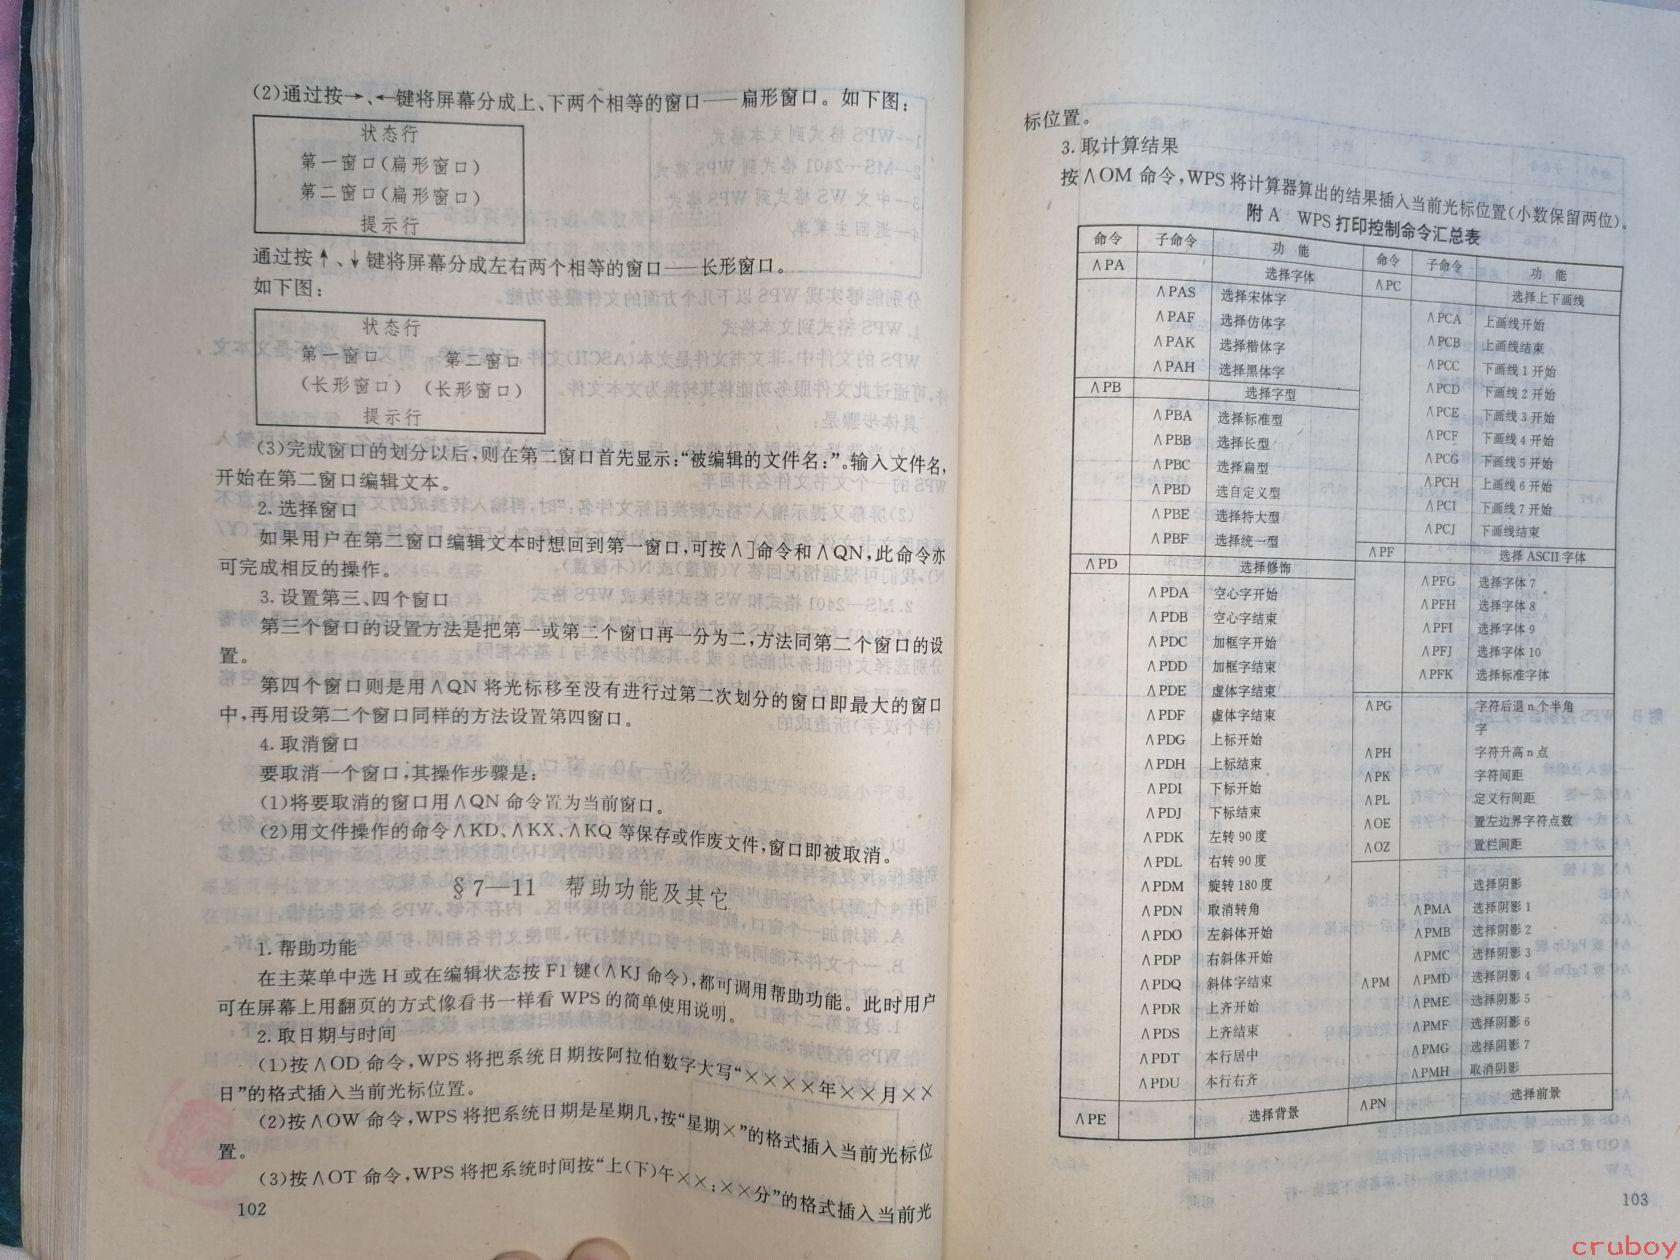 (2)通过按→、←键将屏幕分成上、下两个相等的窗口——扁形窗口。如下图:
状态行
第一窗口(扁形窗口)
第二窗口(扁形窗口)
提示行
通过按↑、↓键将屏幕分成左右两个相等的窗口——长形窗口。
如下图:
状态行
第一窗口 第二窗口
(长形窗口) (长形窗口)
提示行
(3)完成窗口的划分以后,则在第二窗口首先显示:“被编辑的文件名:”。输入文件名,
开始在第二窗口编辑文本。
2.选择窗口
如果用户在第二窗口编辑文本时想回到第一窗口,可按∧]命令和∧QN,此命令亦
可完成相反的操作。
3.设置第三、四个窗口
第三个窗口的设置方法是把第一或第二个窗口再一分为二,方法同第二个窗口的设
置。
第四个窗口则是用∧QN将光标移至没有进行过第二次划分的窗口即最大的窗口
中,再用设第二个窗口同样的方法设置第四窗口。
4.取消窗口
要取消一个窗口,其操作步骤是:
(1)将要取消的窗口用∧QN命令置为当前窗口。
(2)用文件操作的命令∧KD、∧KX、∧KQ等保存或作废文件,窗口即被取消。
§7—11 帮助功能及其它
1.帮助功能
在主菜单中选H或在编辑状态按F1键(∧KJ命令),都可调用帮助功能。此时用户
可在屏幕上用翻页的方式像看书一样看WPS的简单使用说明。
2.取日期与时间
(1)按∧OD命令,WPS将把系统日期按阿拉伯数字大写“××××年××月××
日”的格式插入当前光标位置。
(2)按∧OW命令,WPS将把系统日期是星期几,按“星期×”的格式插入当前光标位
置。
(3)按∧OT命令,WPS将把系统时间按“上(下)午××:××分”的格式插入当前光
102
标位置。
3.取计算结果
按∧OM命令,WPS将计算器算出的结果插入当前光标位置(小数保留两位)。
附A WPS打印控制命令汇总表
命令 子命令 功能
∧PA 选择字体
∧PAS 选择宋体字
∧PAF 选择仿体字
∧PAK 选择楷体字
∧PAH 选择黑体字
∧PB 选择字型
∧PBA 选择标准型
∧PBB 选择长型
∧PBC 选择扁型
∧PBD 选自定义型
∧PBE 选择特大型
∧PBF 选择统一型
∧PD 选择修饰
∧PDA 空心字开始
∧PDB 空心字结束
∧PDC 加框字开始
∧PDD 加框字结束
∧PDE 虚体字结束
∧PDF 虚体字结束
∧PDG 上标开始
∧PDH 上标结束
∧PDI 下标开始
∧PDJ 下标结束
∧PDK 左转90度
∧PDL 右转90度
∧PDM 旋转180度
∧PDN 取消转角
∧PDO 左斜体开始
∧PDP 右斜体开始
∧PDQ 斜体字结束
∧PDR 上齐开始
∧PDS 上齐结束
∧PDT 本行居中
∧PDU 本行右齐
∧PE 选择背景
命令 子命令 功能
∧PC 选择上下画线
∧PCA 上画线开始
∧PCB 上画线结束
∧PCC 下画线1开始
∧PCD 下画线2开始
∧PCE 下画线3开始
∧PCF 下画线4开始
∧PCG 下画线5开始
∧PCH 上画线6开始
∧PCI 下画线7开始
∧PCJ 下画线结束
∧PF 选择ASCII字体
∧PFG 选择字体7
∧PFH 选择字体8
∧PFI 选择字体9
∧PFJ 选择字体10
∧PFK 选择标准字体
∧PG 字符后退n个半角
字
∧PH 字符升高n点
∧PK 字符间距
∧PL 定义行间距
∧OE 置左边界字符点数
∧OZ 置栏间距
选择阴影
∧PMA 选择阴影1
∧PMB 选择阴影2
∧PMC 选择阴影3
∧PM ∧PMD 选择阴影4
∧PME 选择阴影5
∧PMF 选择阴影6
∧PMG 选择阴影7
∧PMH 取消阴影
∧PN 选择前景
103
cruboy